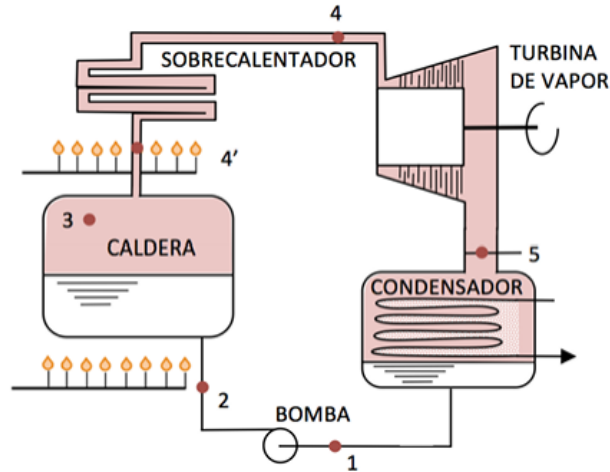 4
SOBRECALENTADOR
TURBINA
DE VAPOR
4’
3
CALDERA
5
CONDENSADOR
2
BOMBA
1